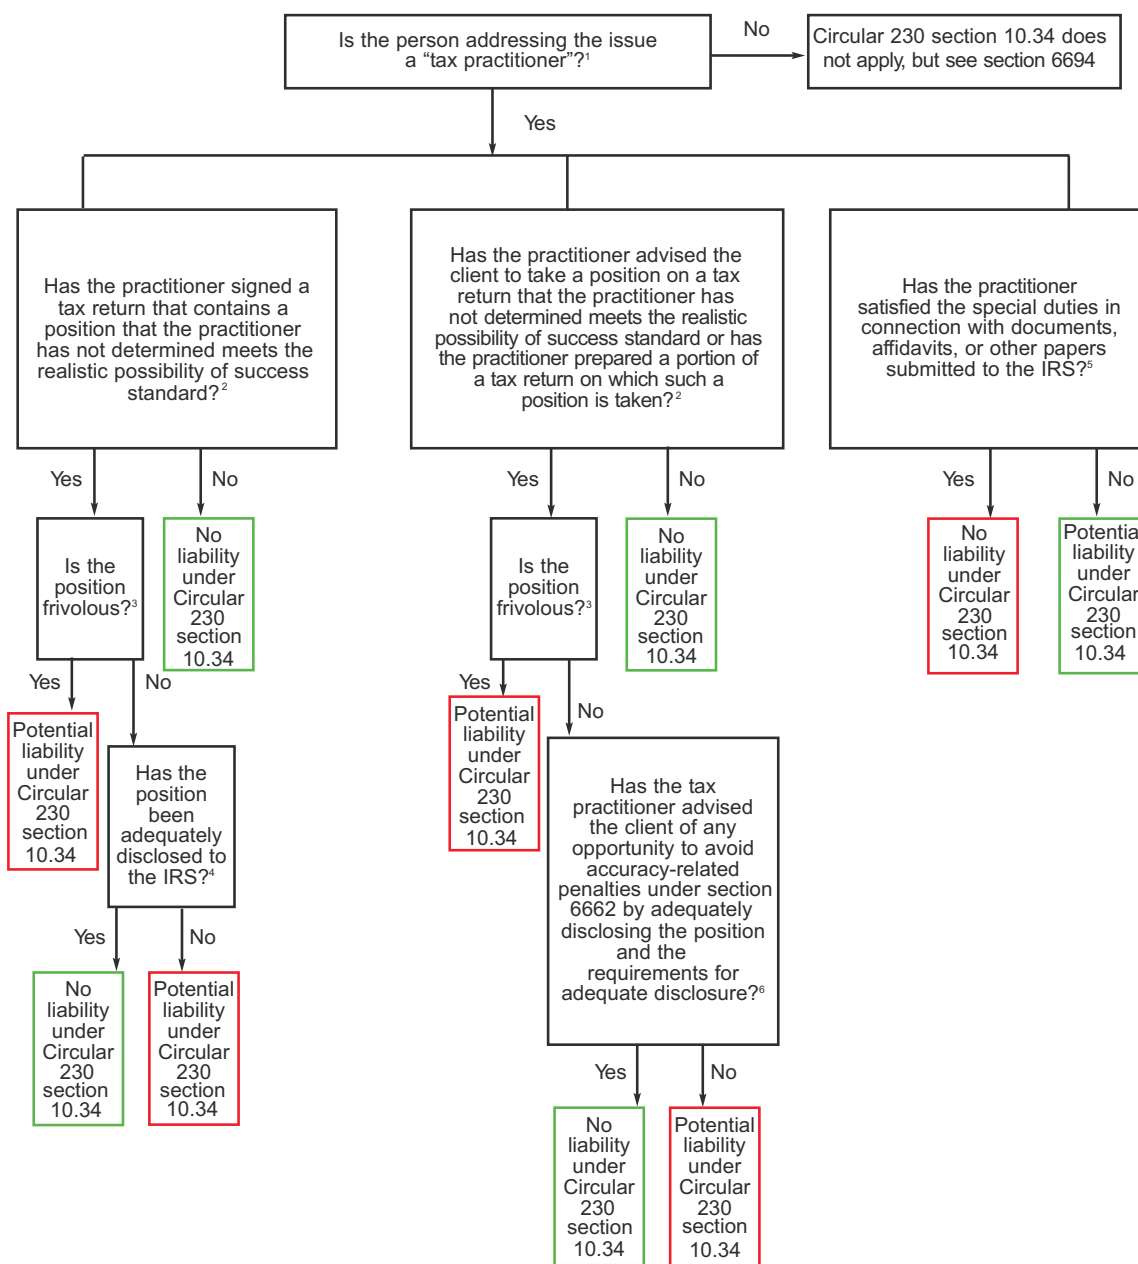 Is the person addressing the issue
a “tax practitioner”?¹
No
Circular 230 section 10.34 does
not apply, but see section 6694
Yes
Has the practitioner signed a
tax return that contains a
position that the practitioner
has not determined meets the
realistic possibility of success
standard?²
Has the practitioner advised the
client to take a position on a tax
return that the practitioner has
not determined meets the realistic
possibility of success standard or has
the practitioner prepared a portion of
a tax return on which such a
position is taken?²
Has the practitioner
satisfied the special duties in
connection with documents,
affidavits, or other papers
submitted to the IRS?⁵
Yes
No
Yes
No
Yes
No
Is the
position
frivolous?³
No
liability
under
Circular
230
section
10.34
Is the
position
frivolous?³
No
liability
under
Circular
230
section
10.34
No
liability
under
Circular
230
section
10.34
Potential
liability
under
Circular
230
section
10.34
Yes
No
Yes
No
Potential
liability
under
Circular
230
section
10.34
Has the
position
been
adequately
disclosed to
the IRS?⁴
Potential
liability
under
Circular
230
section
10.34
Has the tax
practitioner advised
the client of any
opportunity to avoid
accuracy-related
penalties under section
6662 by adequately
disclosing the position
and the
requirements for
adequate disclosure?⁶
Yes
No
No
liability
under
Circular
230
section
10.34
Potential
liability
under
Circular
230
section
10.34
Yes
No
No
liability
under
Circular
230
section
10.34
Potential
liability
under
Circular
230
section
10.34